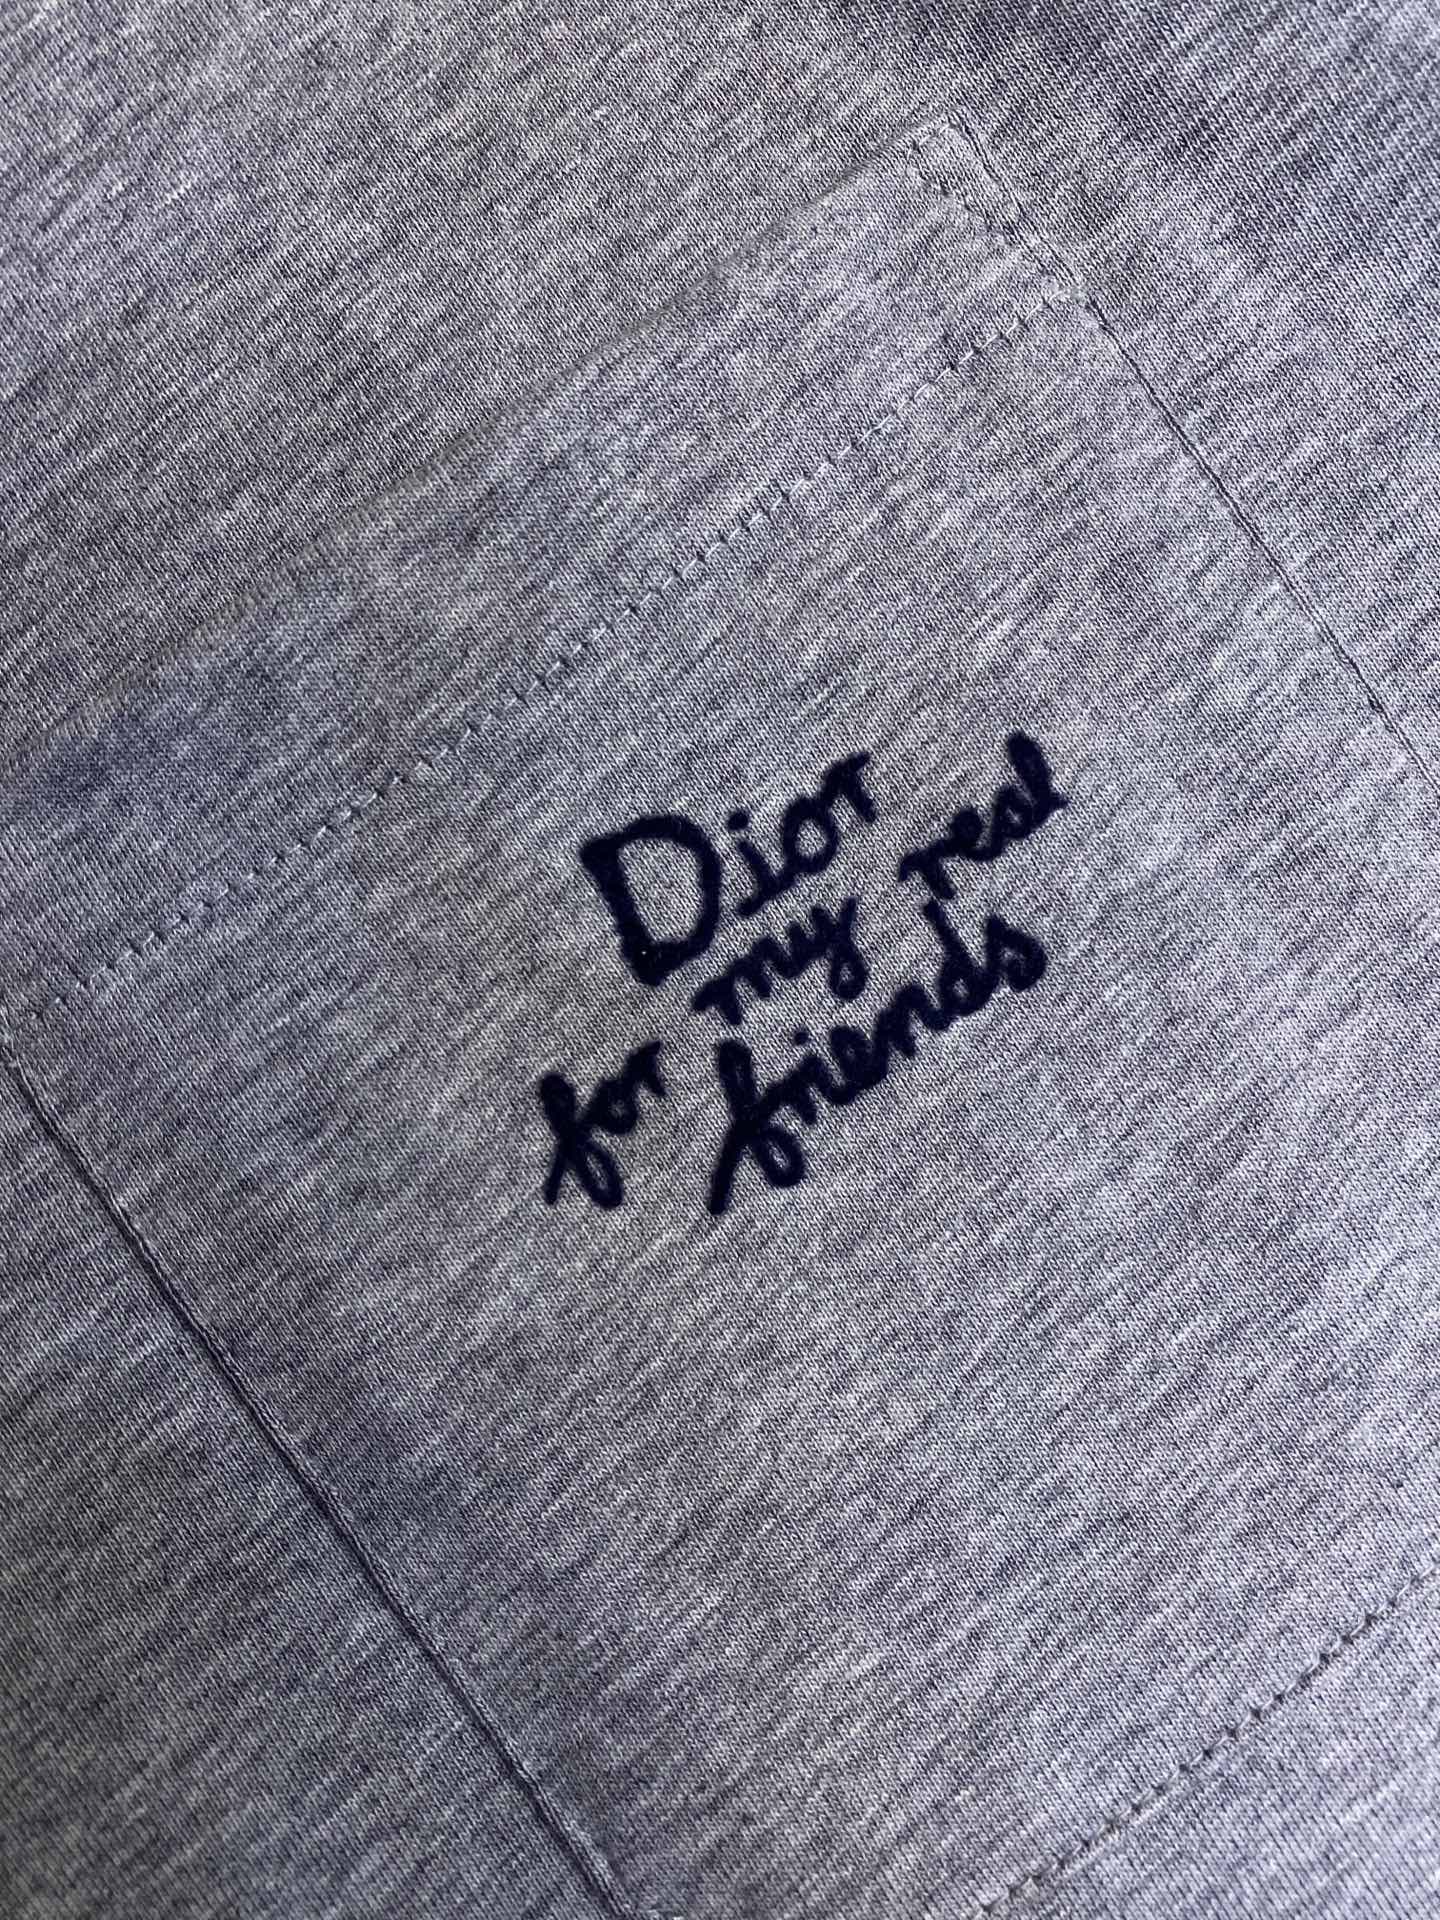 Dior
for my real
friends